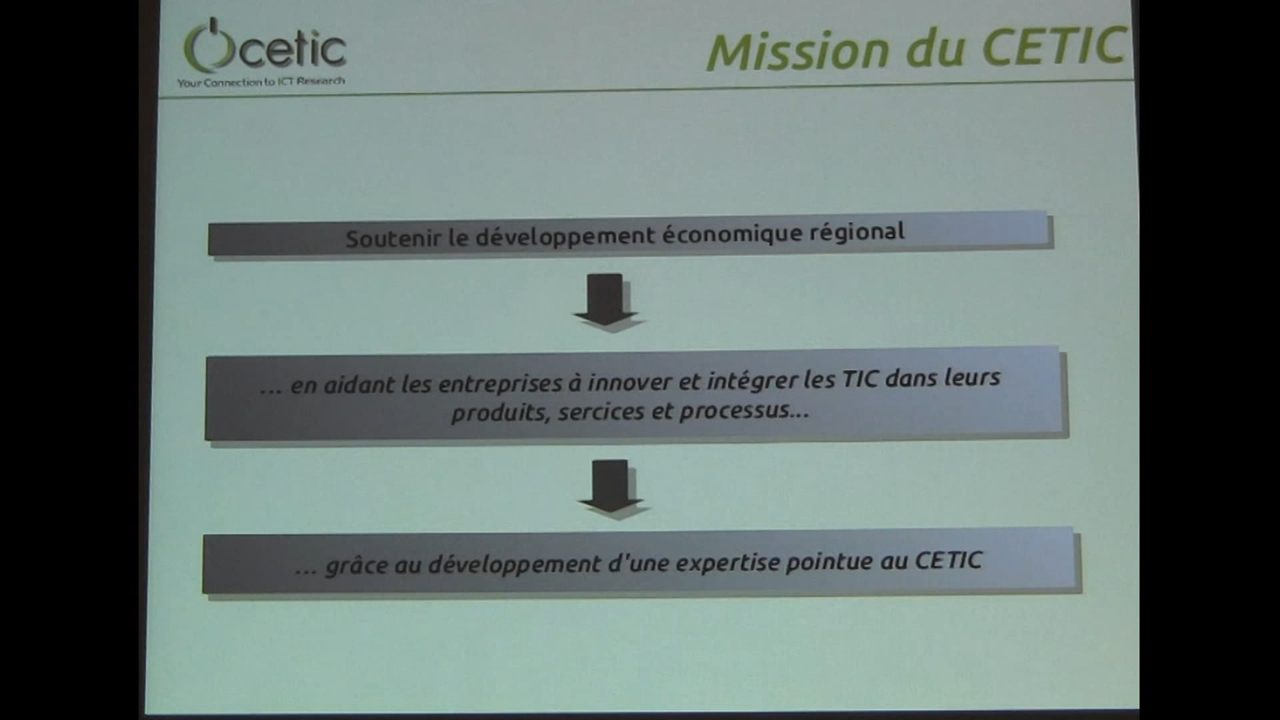 cetic
Your Connection to ICT Research
Mission du CETIC
Soutenir le développement économique régional
... en aidant les entreprises à innover et intégrer les TIC dans leurs
produits, sercices et processus...
... grâce au développement d'une expertise pointue au CETIC